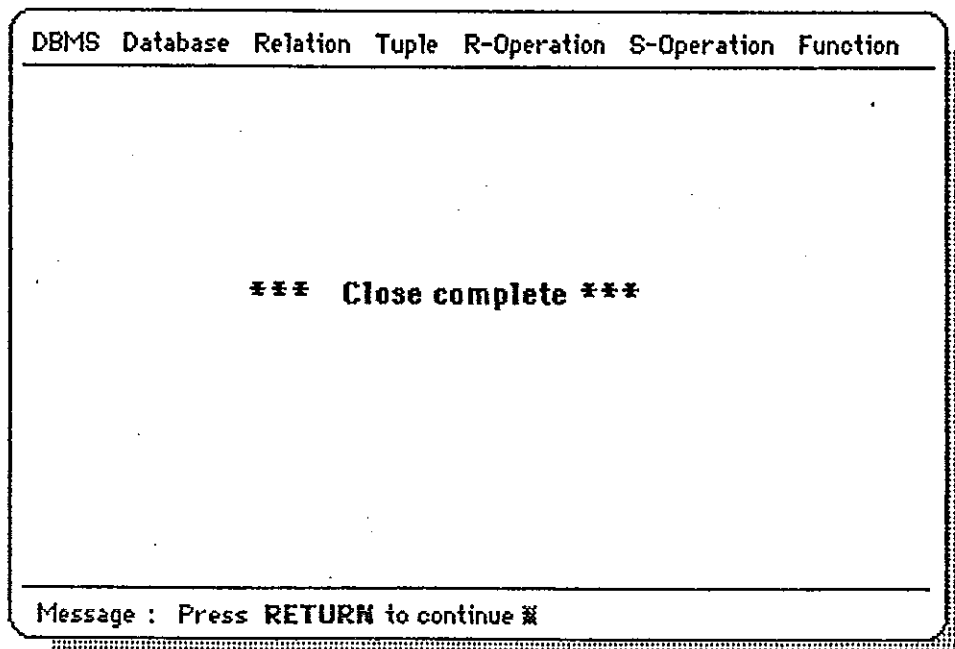 DBMS Database Relation Tuple R-Operation S-Operation Function
*** Close complete ***
Message : Press RETURN to continue